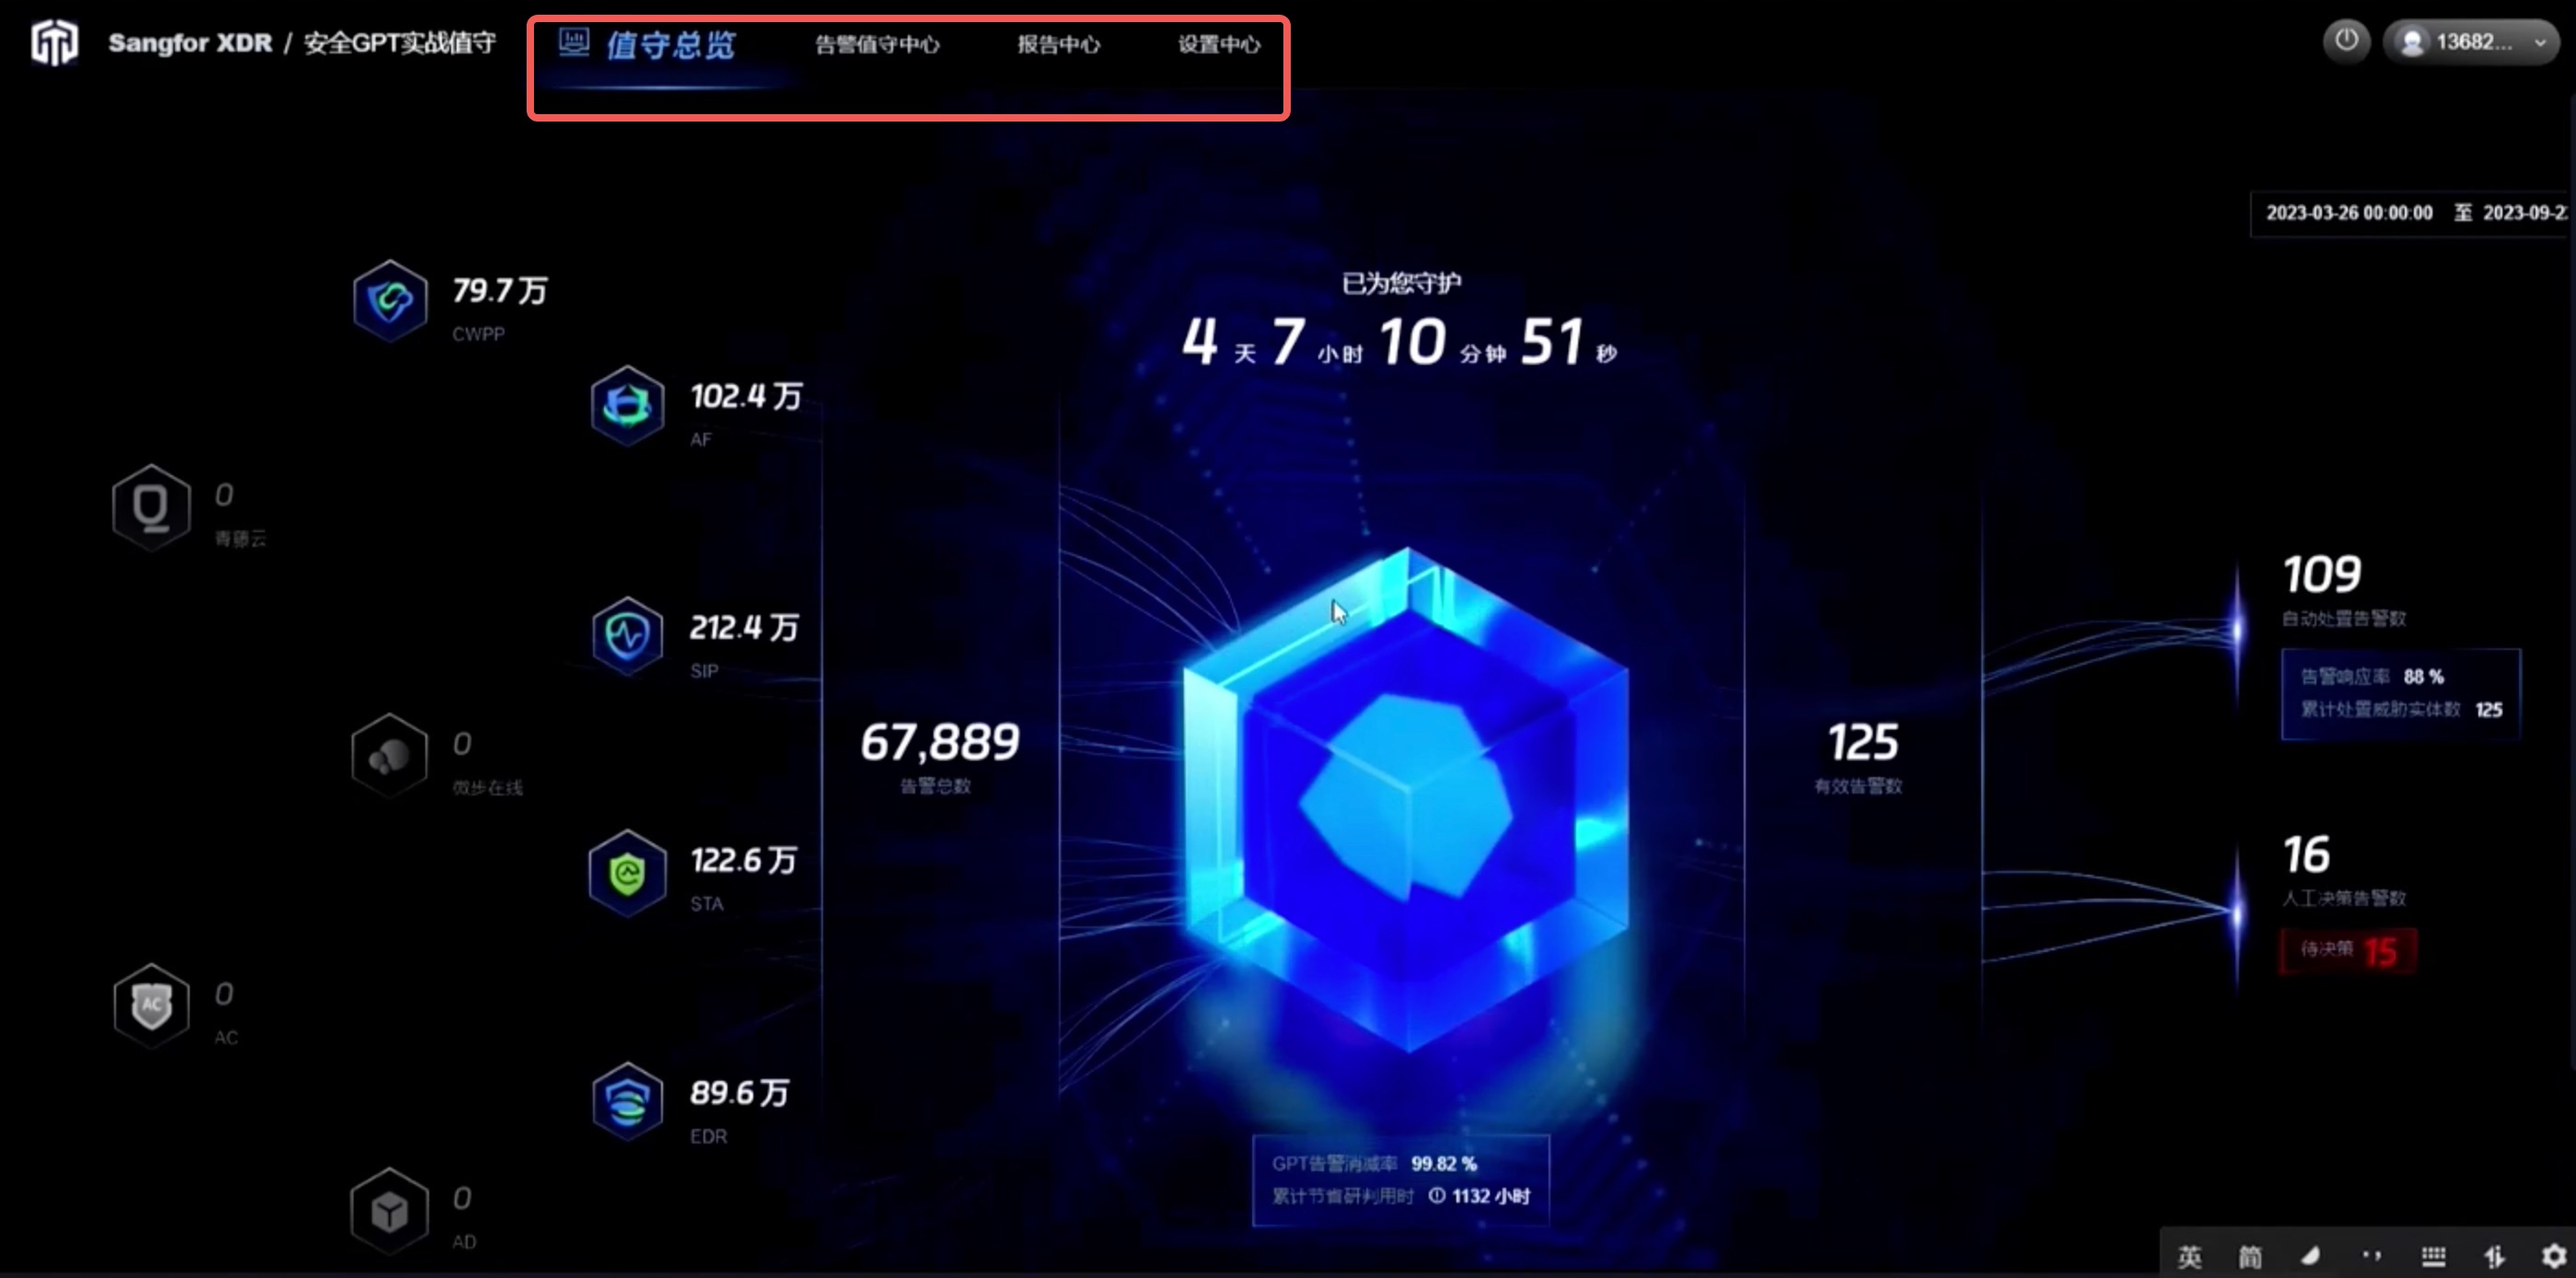 Sangfor XDR / 安全GPT实战值守
值守总览
告警值守中心
报告中心
设置中心
13682...
2023-03-26 00:00:00 至 2023-09-2
已为您守护
4 天 7 小时 10 分钟 51 秒
79.7 万
CWPP
102.4 万
AF
0
青藤云
212.4 万
SIP
0
微步在线
122.6 万
STA
0
AC
AC
89.6 万
EDR
0
AD
67,889
告警总数
125
有效告警数
109
自动处置告警数
告警响应率 88 %
累计处置威胁实体数 125
16
人工决策告警数
待决策 15
GPT告警消减率 99.82 %
累计节省研判用时 1132 小时
英 简